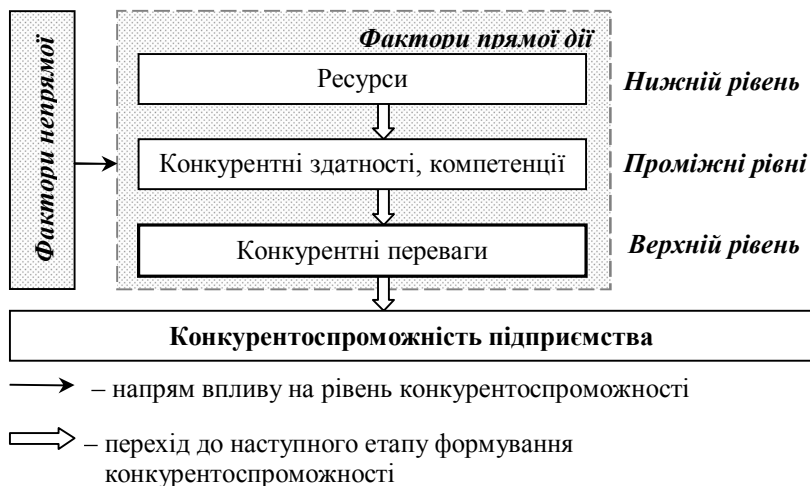 Фактори непрямої
Фактори прямої дії
Ресурси
Нижній рівень
Конкурентні здатності, компетенції
Проміжні рівні
Конкурентні переваги
Верхній рівень
Конкурентоспроможність підприємства
– напрям впливу на рівень конкурентоспроможності
– перехід до наступного етапу формування
конкурентоспроможності